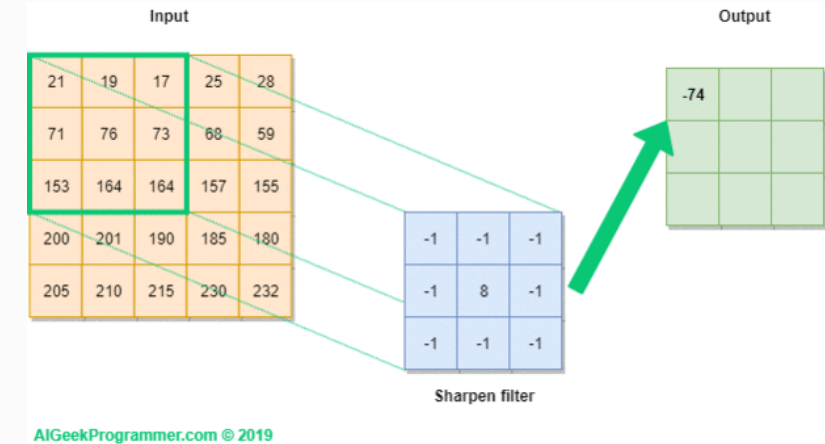 Input
Output
21 19 17 25 28
-74
71 76 73 68 59
153 164 164 157 155
200 201 190 185 180
-1 -1 -1
205 210 215 230 232
-1 8 -1
-1 -1 -1
Sharpen filter
AIGeekProgrammer.com © 2019